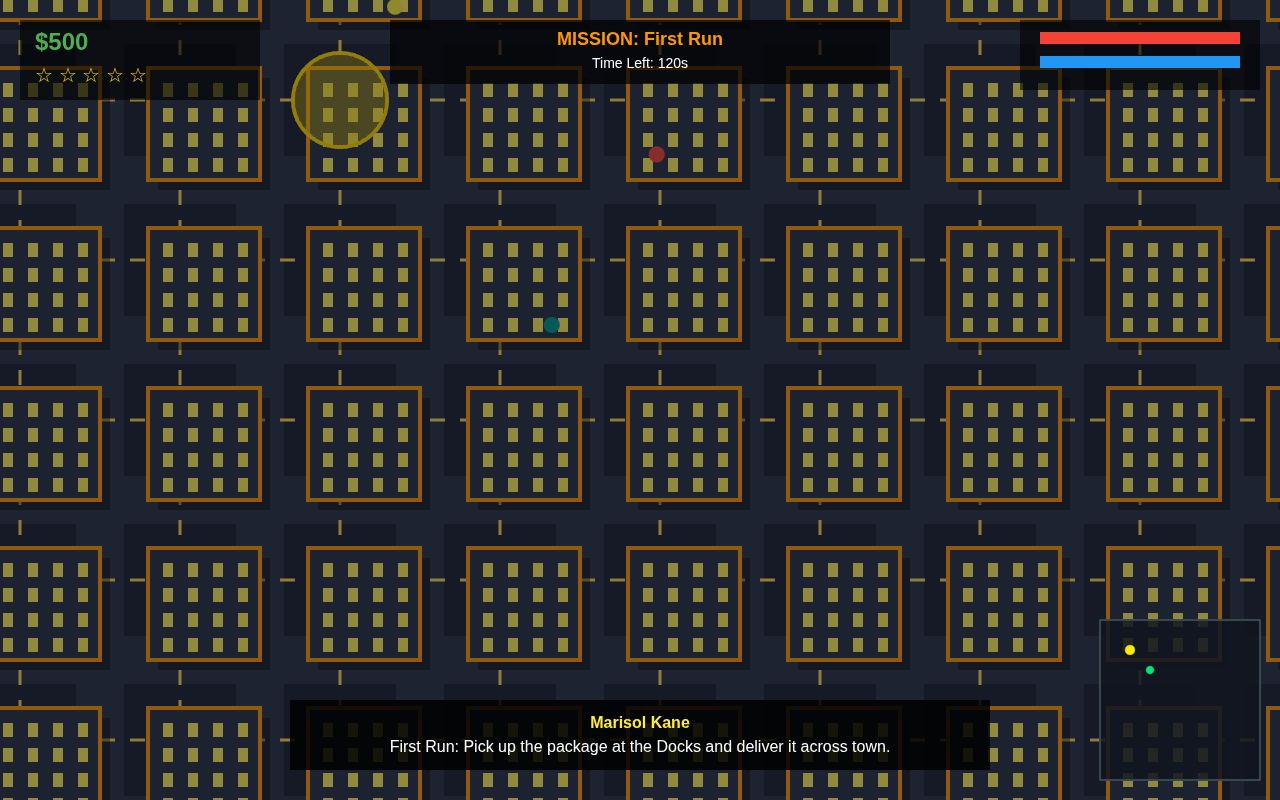 $500
☆☆☆☆☆
MISSION: First Run
Time Left: 120s
Marisol Kane
First Run: Pick up the package at the Docks and deliver it across town.